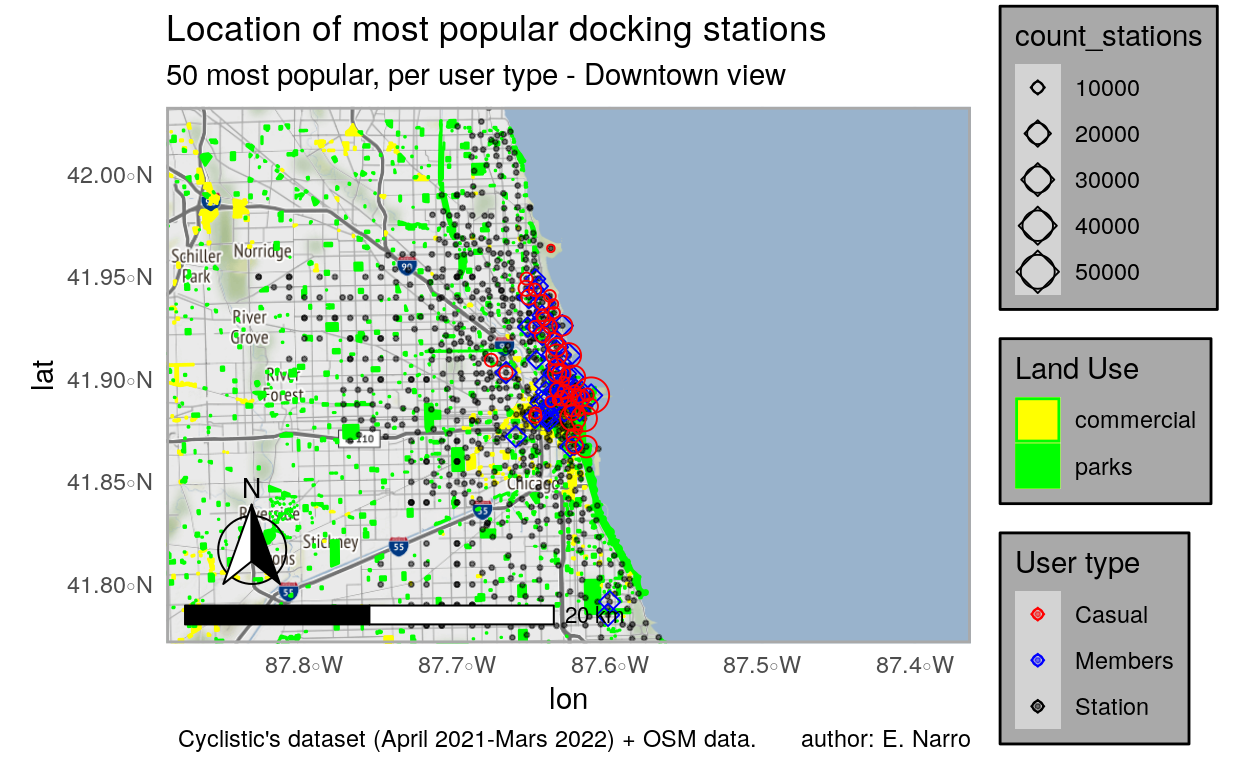 Location of most popular docking stations
50 most popular, per user type - Downtown view
lat
42.00◦N
41.95◦N
41.90◦N
41.85◦N
41.80◦N
Schiller
Park
Norridge
90
River
Grove
River
Forest
110
Chicago
Riverside
Stickney
55
55
N
20 km
87.8◦W
87.7◦W
87.6◦W
87.5◦W
87.4◦W
lon
Cyclistic's dataset (April 2021-Mars 2022) + OSM data. author: E. Narro
count_stations
10000
20000
30000
40000
50000
Land Use
commercial
parks
User type
Casual
Members
Station